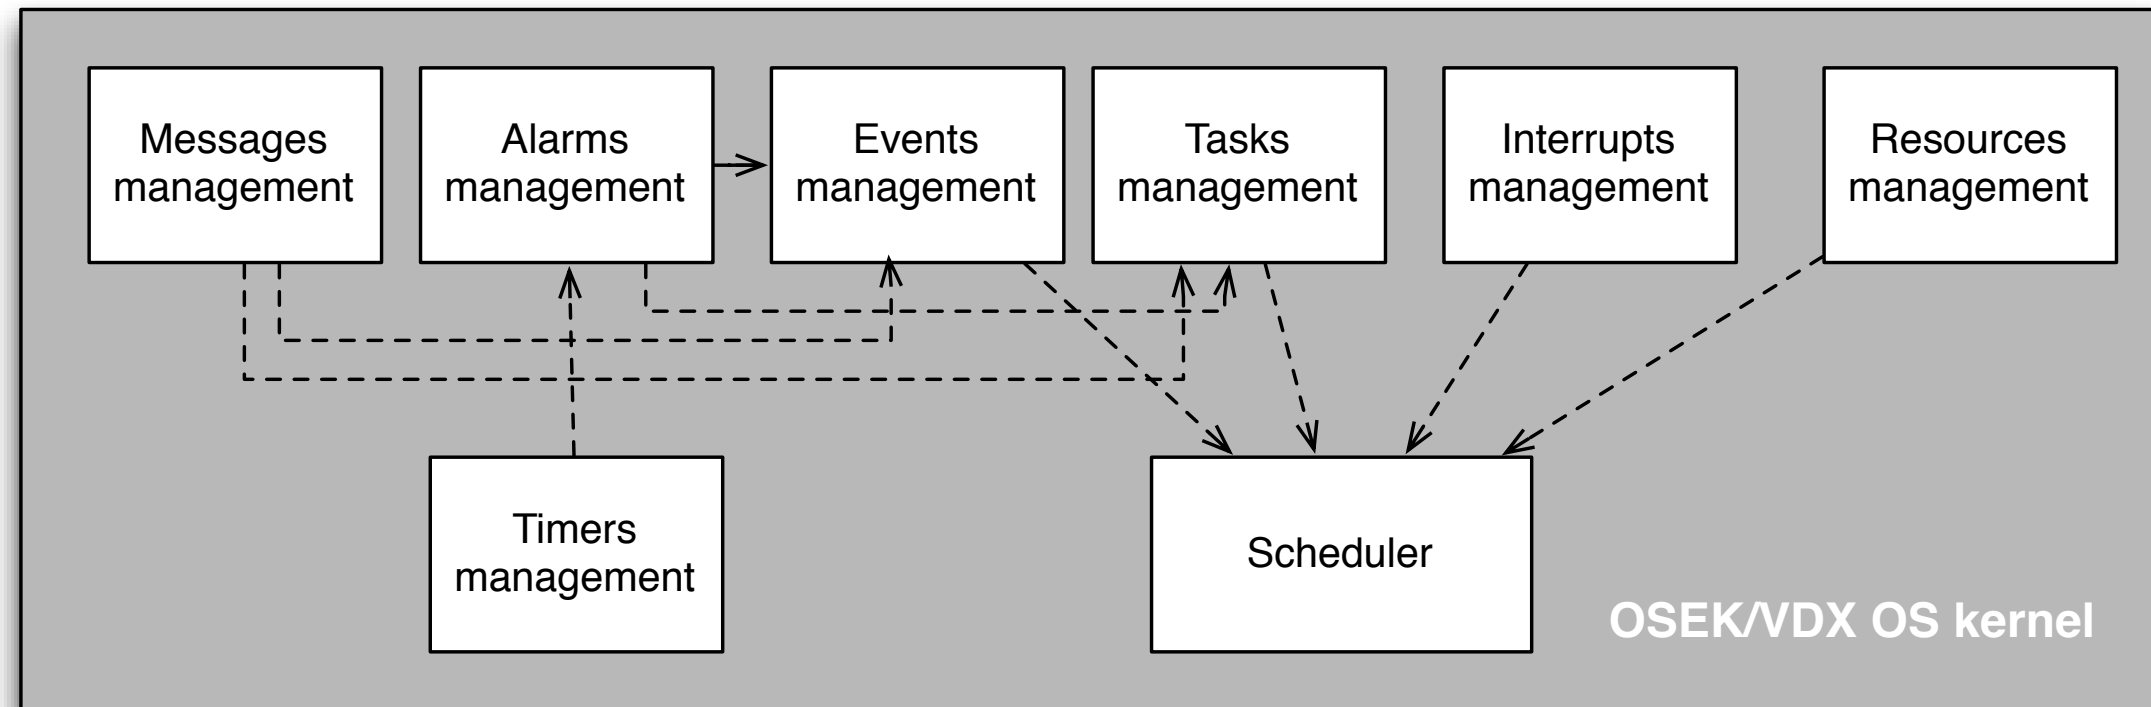 Messages
management
Alarms
management
Events
management
Tasks
management
Interrupts
management
Resources
management
Timers
management
Scheduler
OSEK/VDX OS kernel